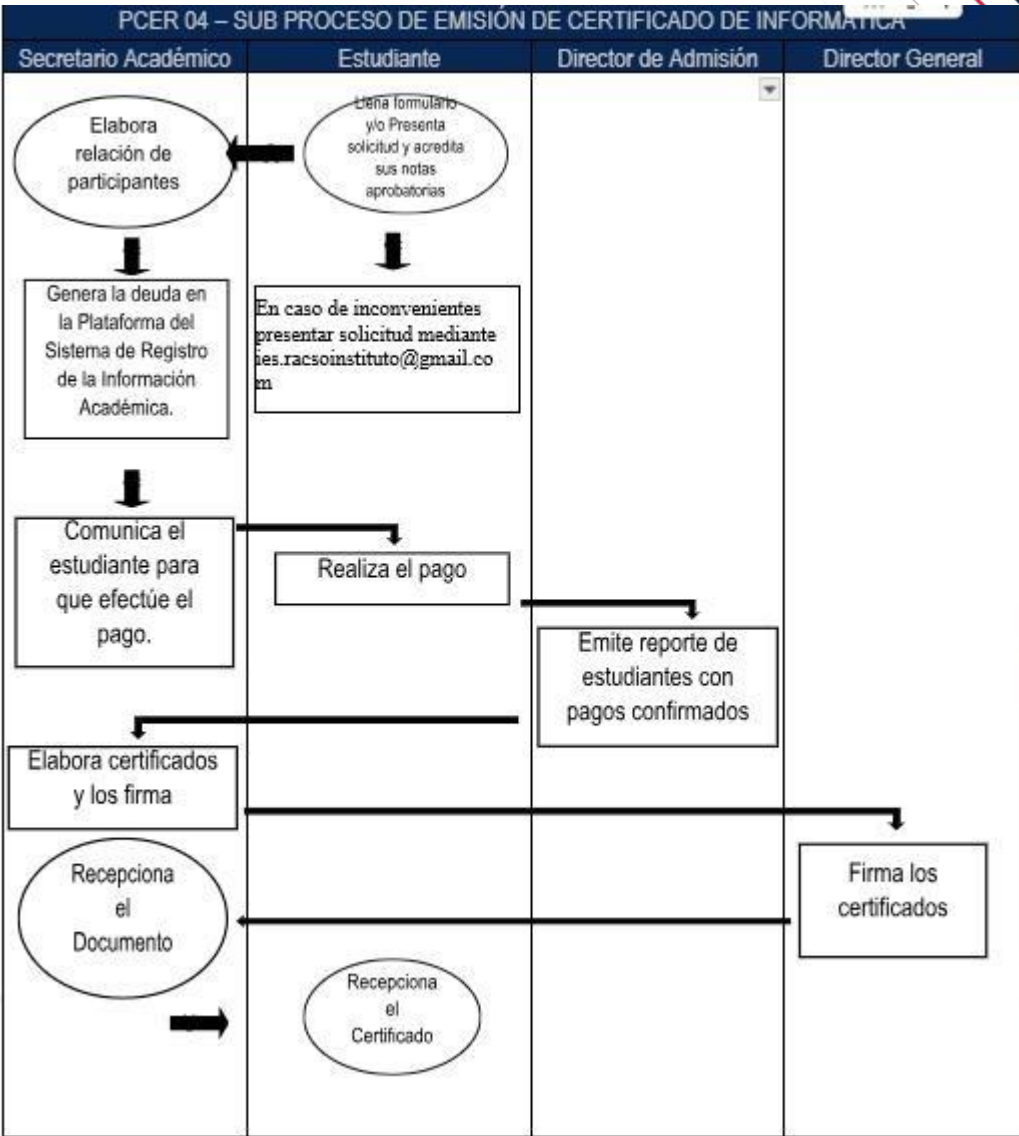 PCER 04 – SUB PROCESO DE EMISIÓN DE CERTIFICADO DE INFORMATICA
Secretario Académico
Estudiante
Director de Admisión
Director General
Elabora
relación de
participantes
Llena formulario
y/o Presenta
solicitud y acredita
sus notas
aprobatorias
Genera la deuda en
la Plataforma del
Sistema de Registro
de la Información
Académica.
En caso de inconvenientes
presentar solicitud mediante
ies.racsoinstituto@gmail.co
m
Comunica el
estudiante para
que efectúe el
pago.
Realiza el pago
Emite reporte de
estudiantes con
pagos confirmados
Elabora certificados
y los firma
Firma los
certificados
Recepciona
el
Documento
Recepciona
el
Certificado